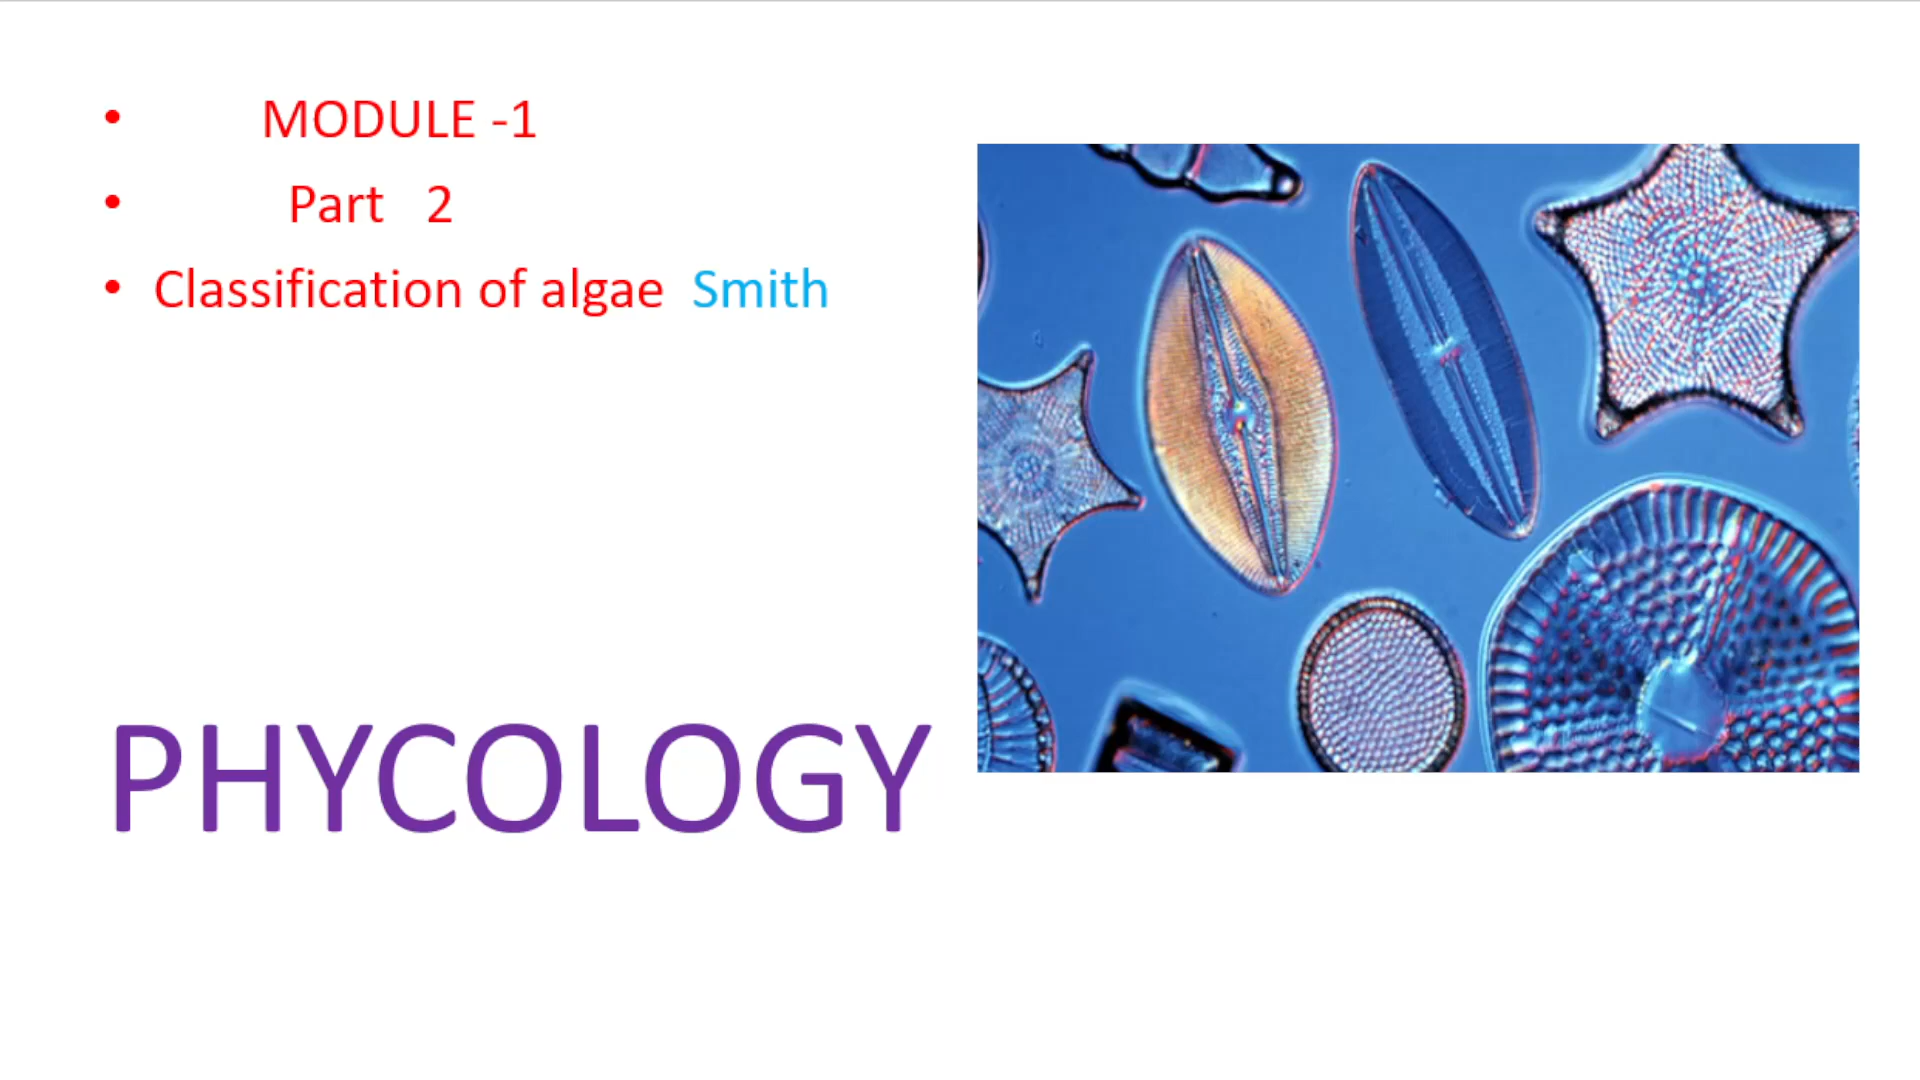 • MODULE -1
• Part 2
• Classification of algae Smith
PHYCOLOGY